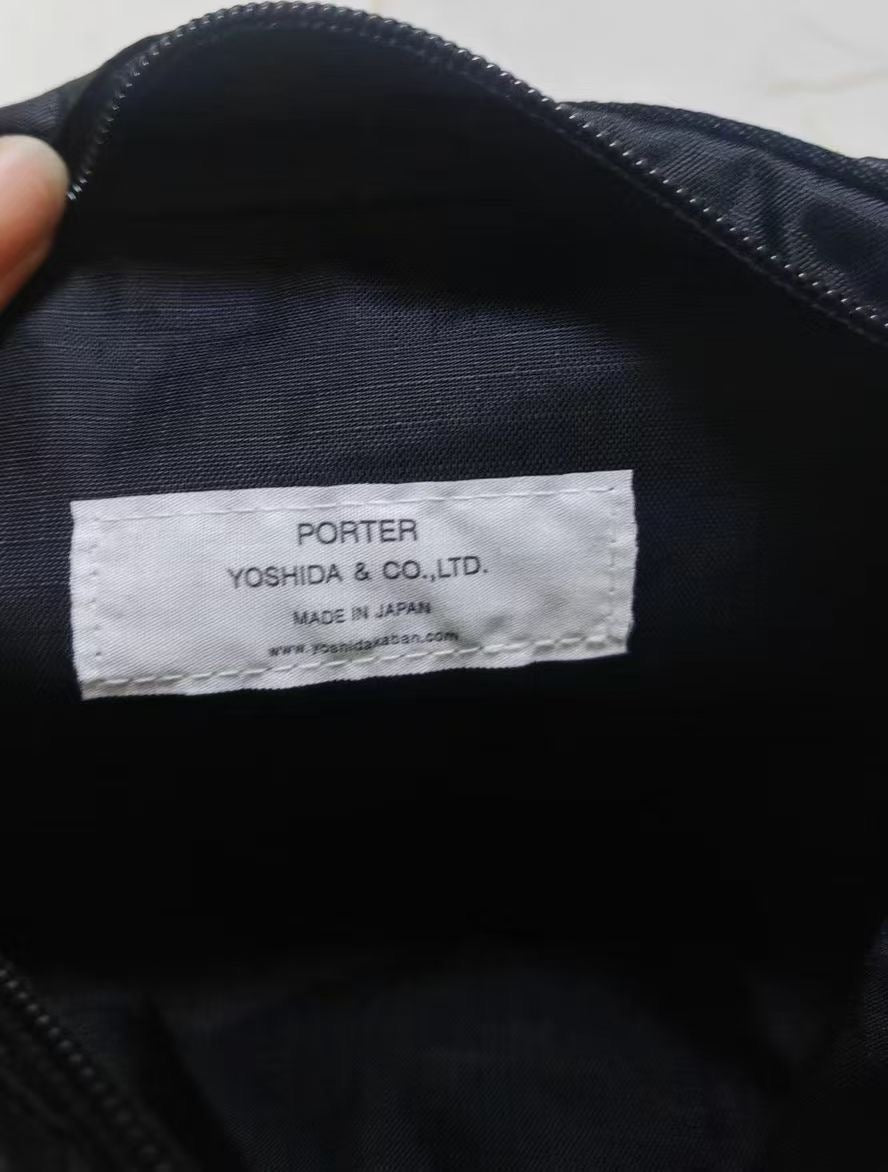 PORTER
YOSHIDA & CO.,LTD.
MADE IN JAPAN
www.yoshidakaban.com